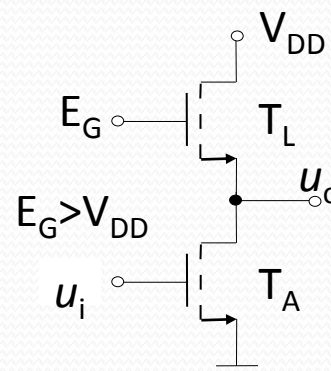 V_DD
E_G
T_L
u_o
E_G>V_DD
u_i
T_A